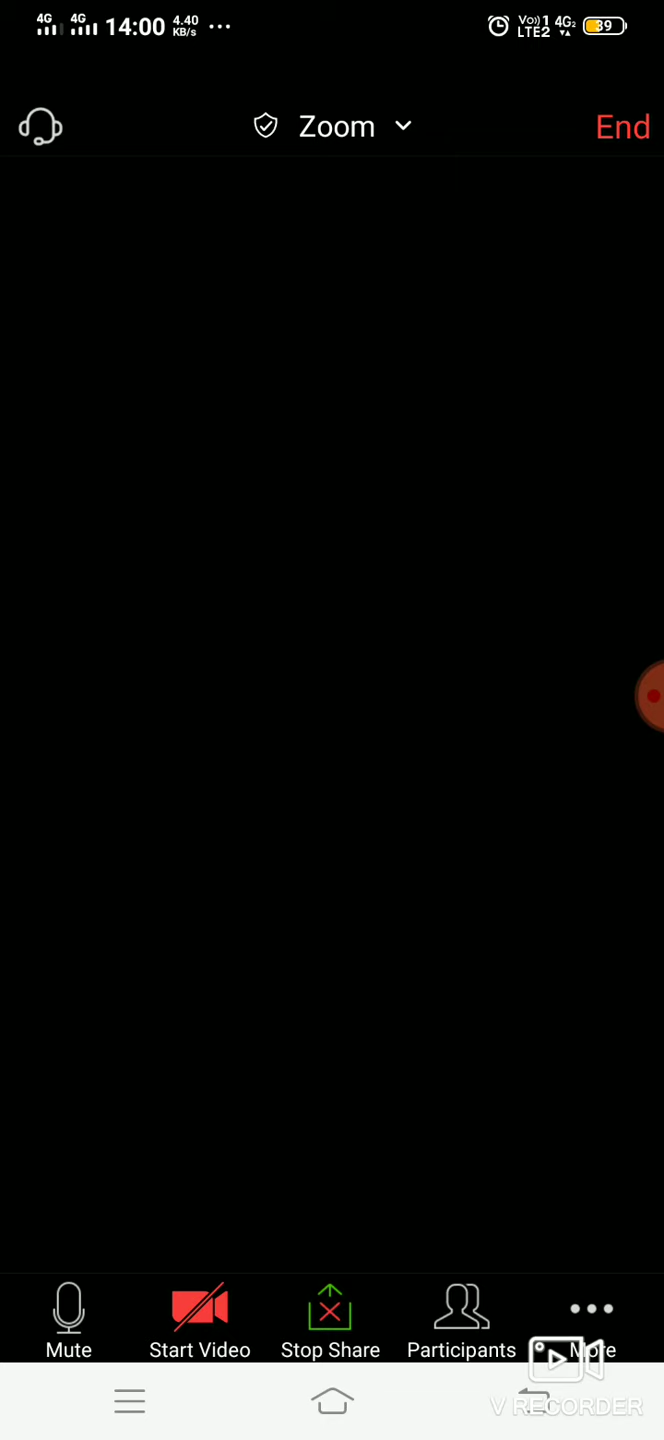 4G 4G 14:00 4.40 KB/s ... Vo) 1 LTE2 4G2 39
Zoom End
Mute Start Video Stop Share Participants More
V RECORDER